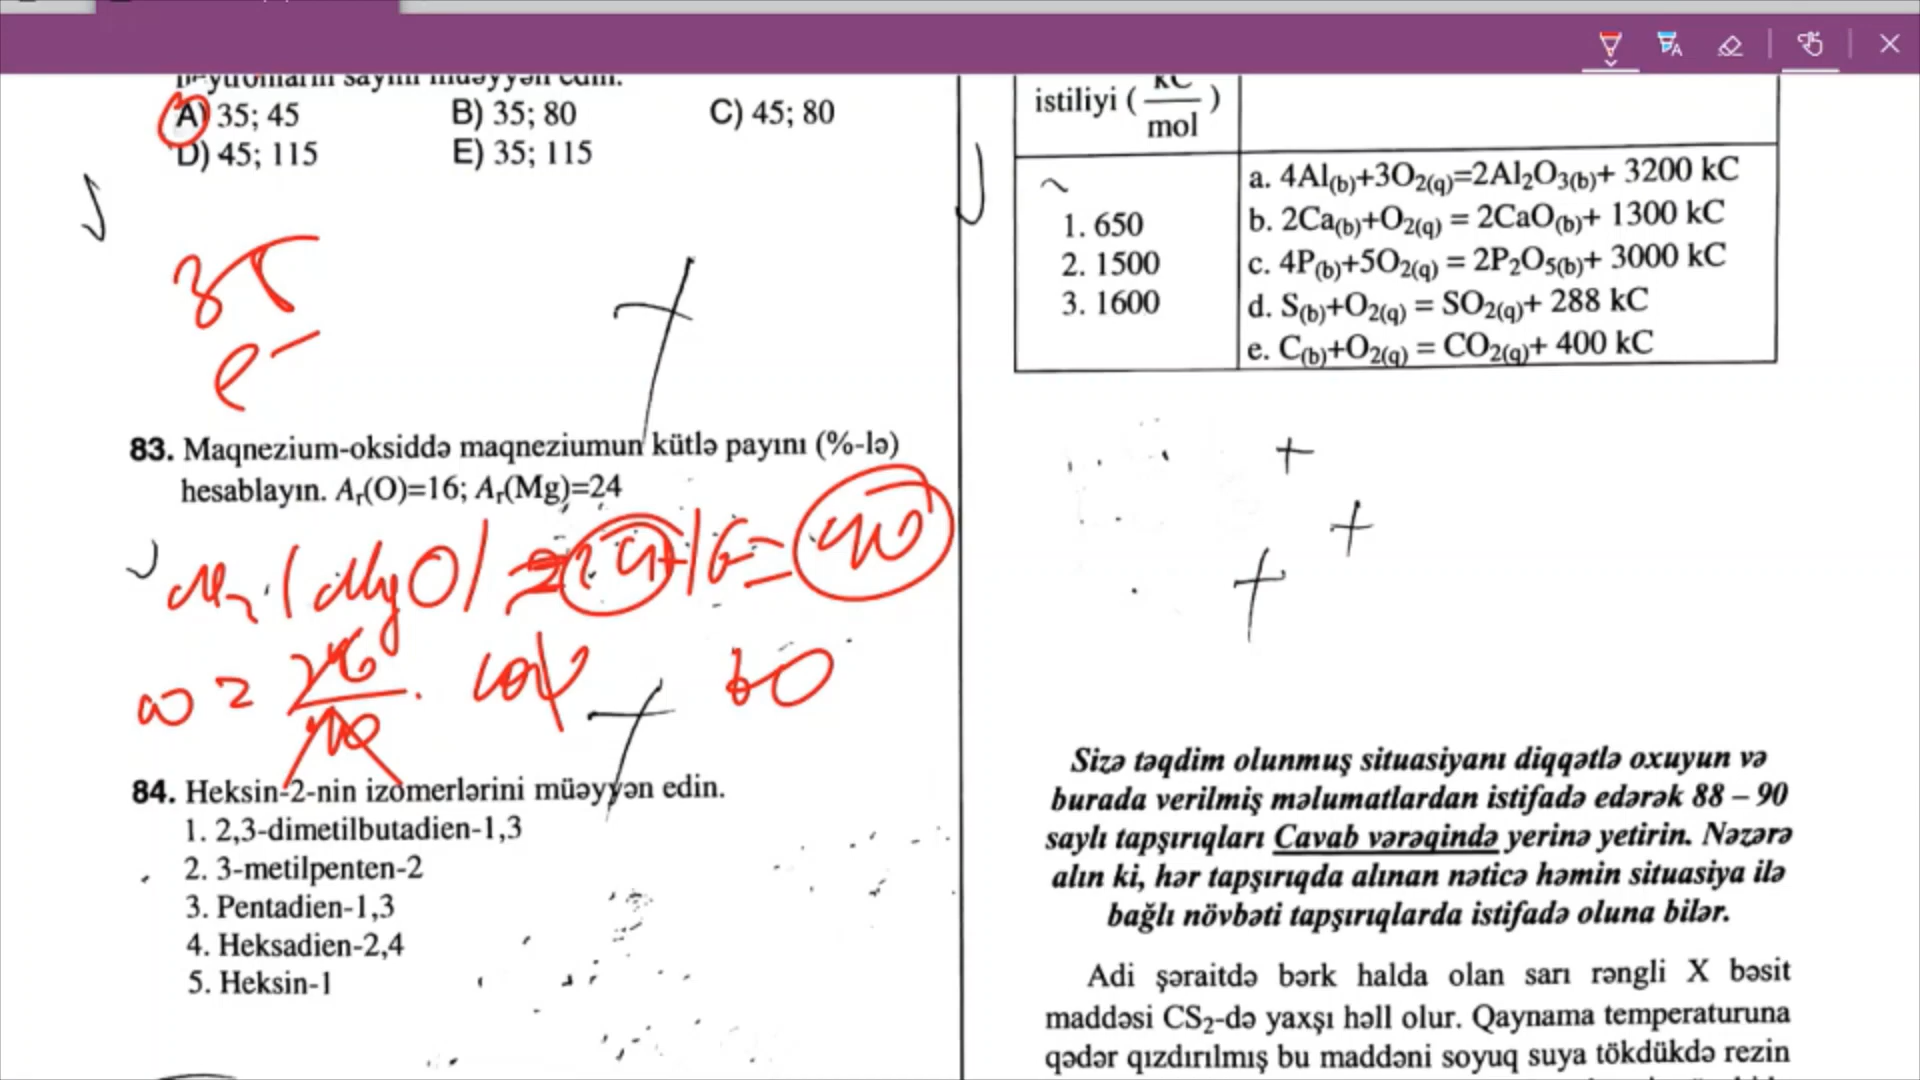 A) 35; 45 B) 35; 80 C) 45; 80
D) 45; 115 E) 35; 115
e-
83. Maqnezium-oksiddə maqneziumun kütlə payını (%-lə)
hesablayın. Ar(O)=16; Ar(Mg)=24
Mr (MgO) = 24+16= 40
60
84. Heksin-2-nin izomerlərini müəyyən edin.
1. 2,3-dimetilbutadien-1,3
2. 3-metilpenten-2
3. Pentadien-1,3
4. Heksadien-2,4
5. Heksin-1
istiliyi (kC/mol)
1. 650
2. 1500
3. 1600
a. 4Al(b)+3O2(q)=2Al2O3(b)+ 3200 kC
b. 2Ca(b)+O2(q) = 2CaO(b)+ 1300 kC
c. 4P(b)+5O2(q) = 2P2O5(b)+ 3000 kC
d. S(b)+O2(q) = SO2(q)+ 288 kC
e. C(b)+O2(q) = CO2(q)+ 400 kC
Sizə təqdim olunmuş situasiyanı diqqətlə oxuyun və
burada verilmiş məlumatlardan istifadə edərək 88 – 90
saylı tapşırıqları Cavab vərəqində yerinə yetirin. Nəzərə
alın ki, hər tapşırıqda alınan nəticə həmin situasiya ilə
bağlı növbəti tapşırıqlarda istifadə oluna bilər.
Adi şəraitdə bərk halda olan sarı rəngli X bəsit
maddəsi CS2-də yaxşı həll olur. Qaynama temperaturuna
qədər qızdırılmış bu maddəni soyuq suya tökdükdə rezin